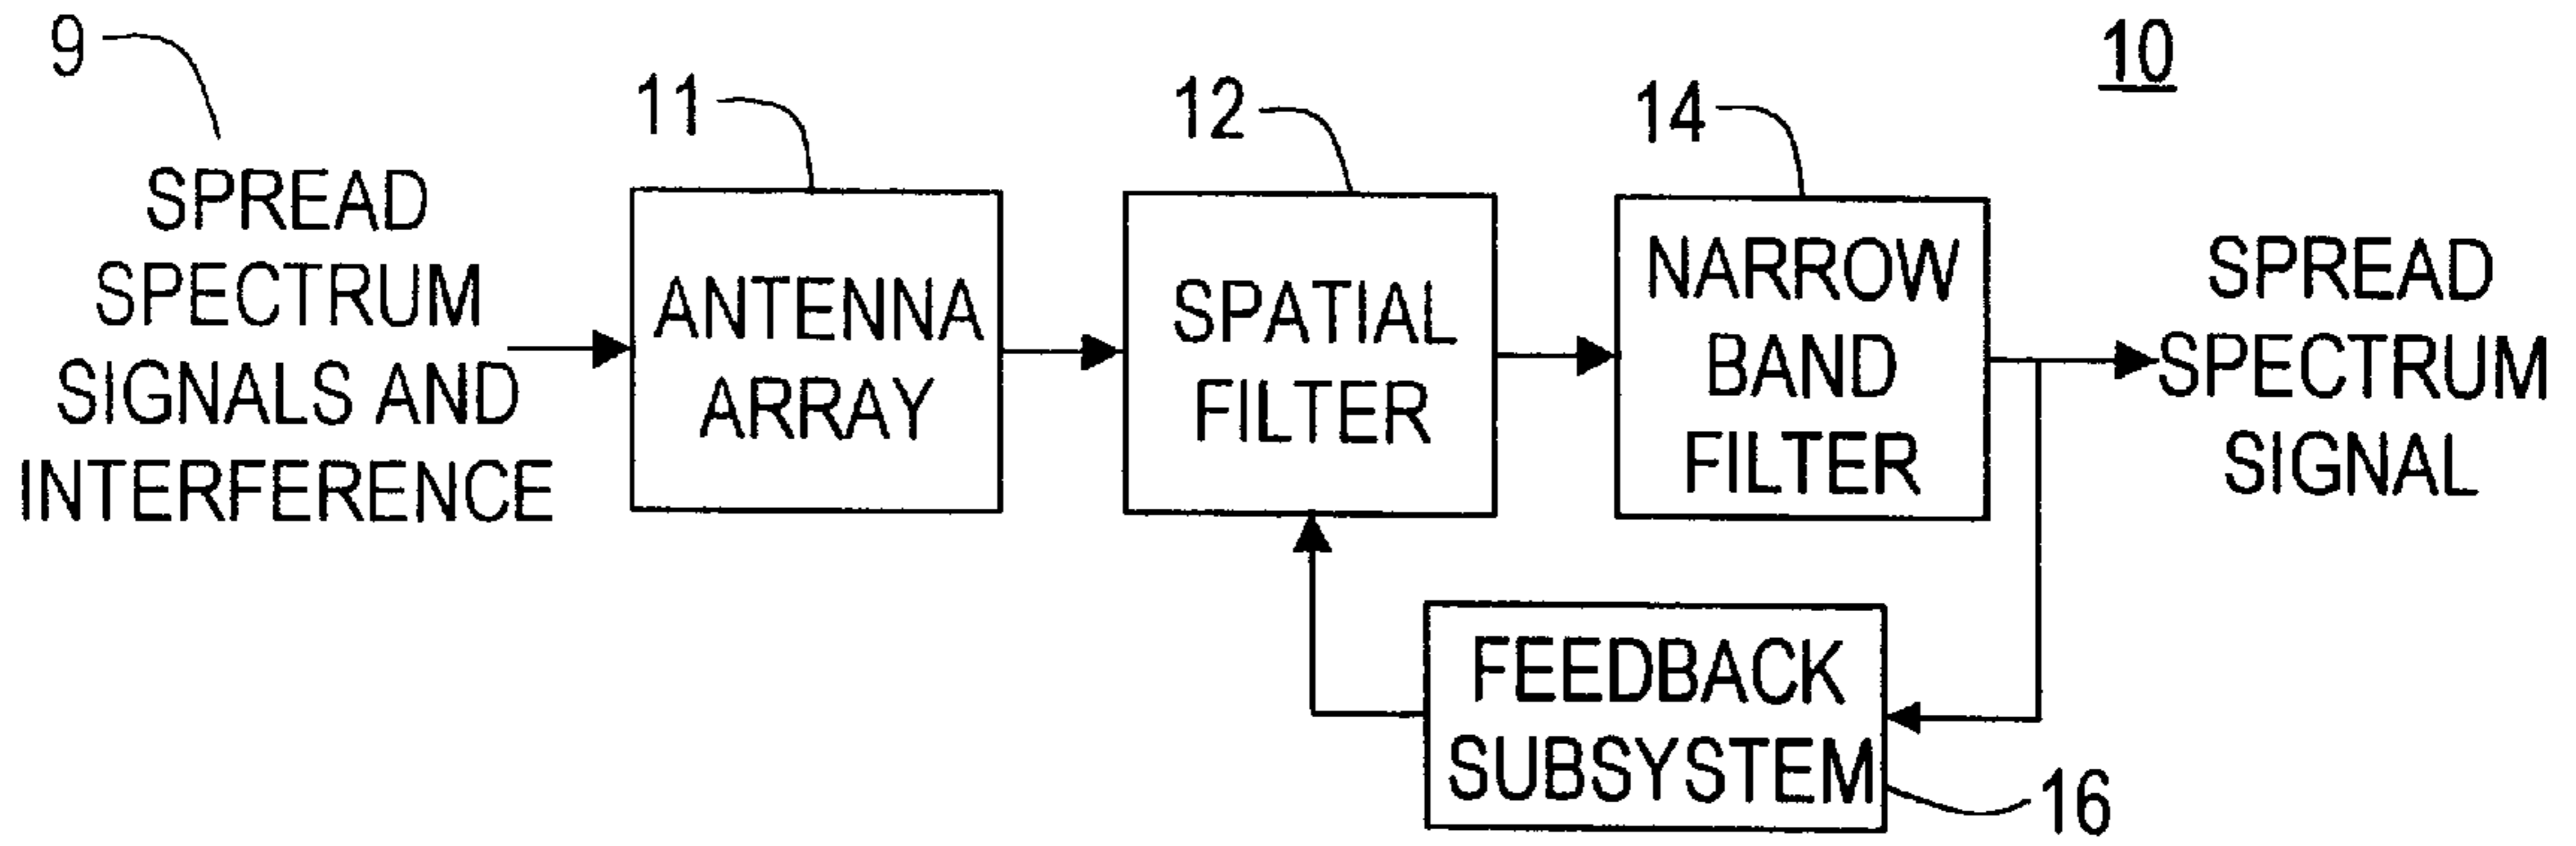 9
10
11
12
14
SPREAD
SPECTRUM
SIGNALS AND
INTERFERENCE
ANTENNA
ARRAY
SPATIAL
FILTER
NARROW
BAND
FILTER
SPREAD
SPECTRUM
SIGNAL
FEEDBACK
SUBSYSTEM
16